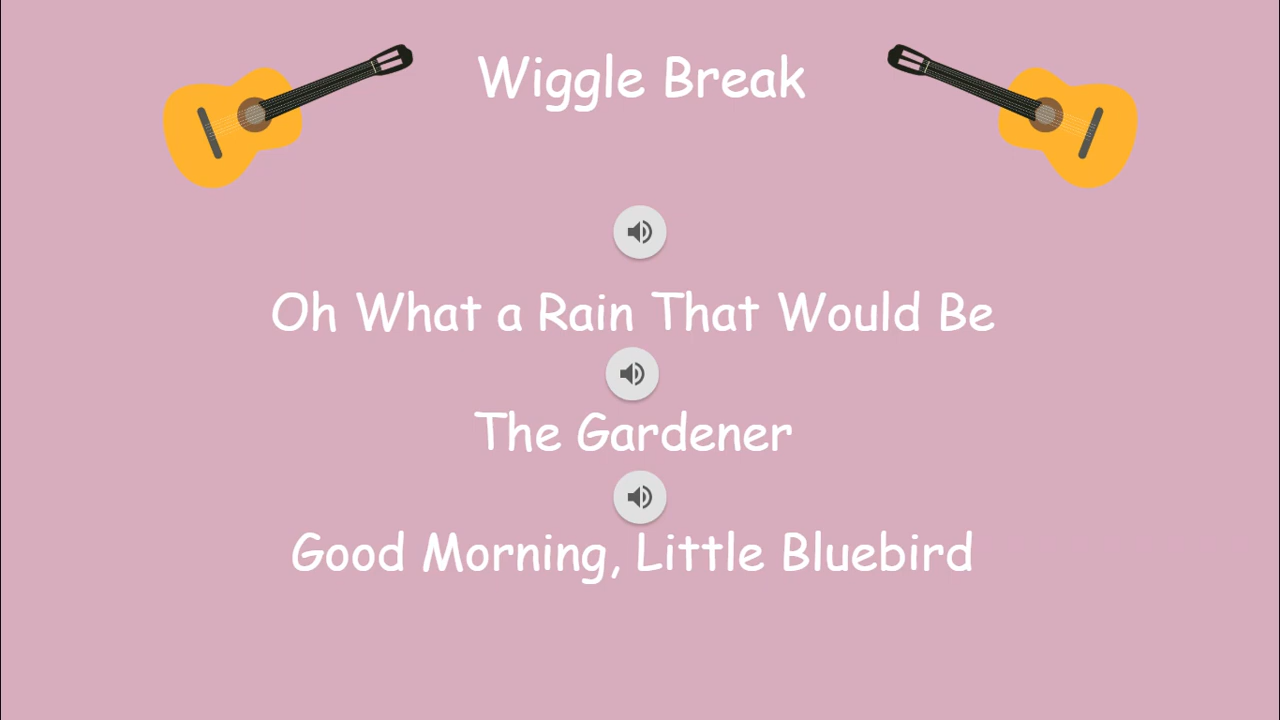 Wiggle Break
Oh What a Rain That Would Be
The Gardener
Good Morning, Little Bluebird